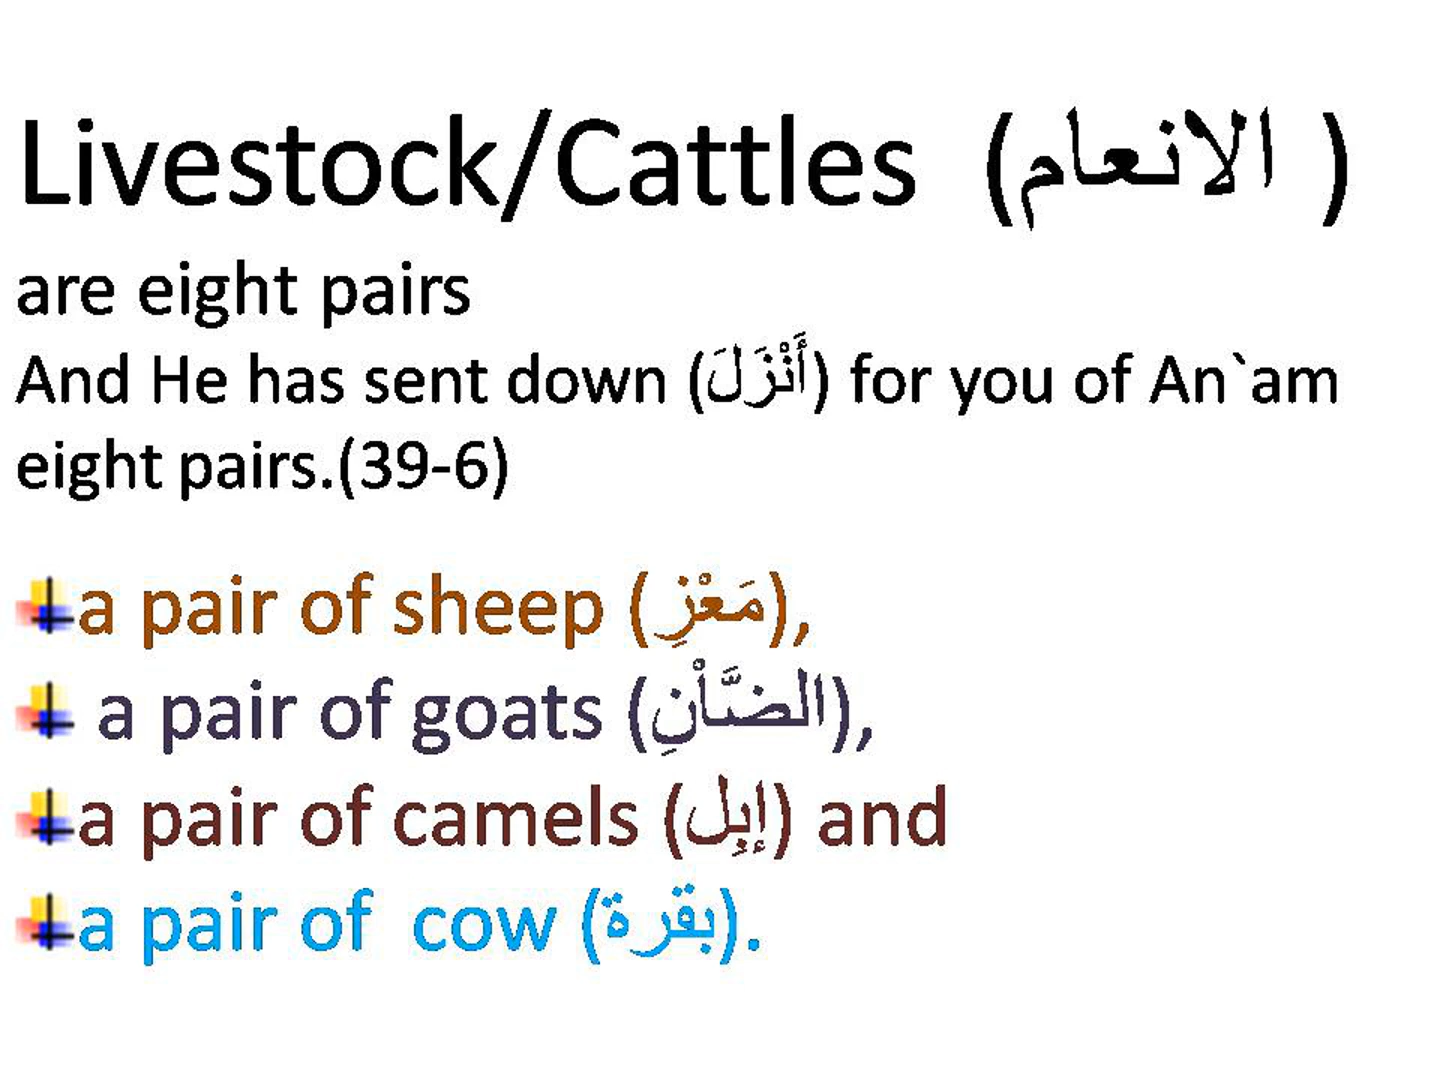 Livestock/Cattles (الانعام )
are eight pairs
And He has sent down (أَنْزَلَ) for you of An`am
eight pairs.(39-6)
a pair of sheep (مَعْزِ),
a pair of goats (الضَّأْنِ),
a pair of camels (إبِل) and
a pair of cow (بقرة).